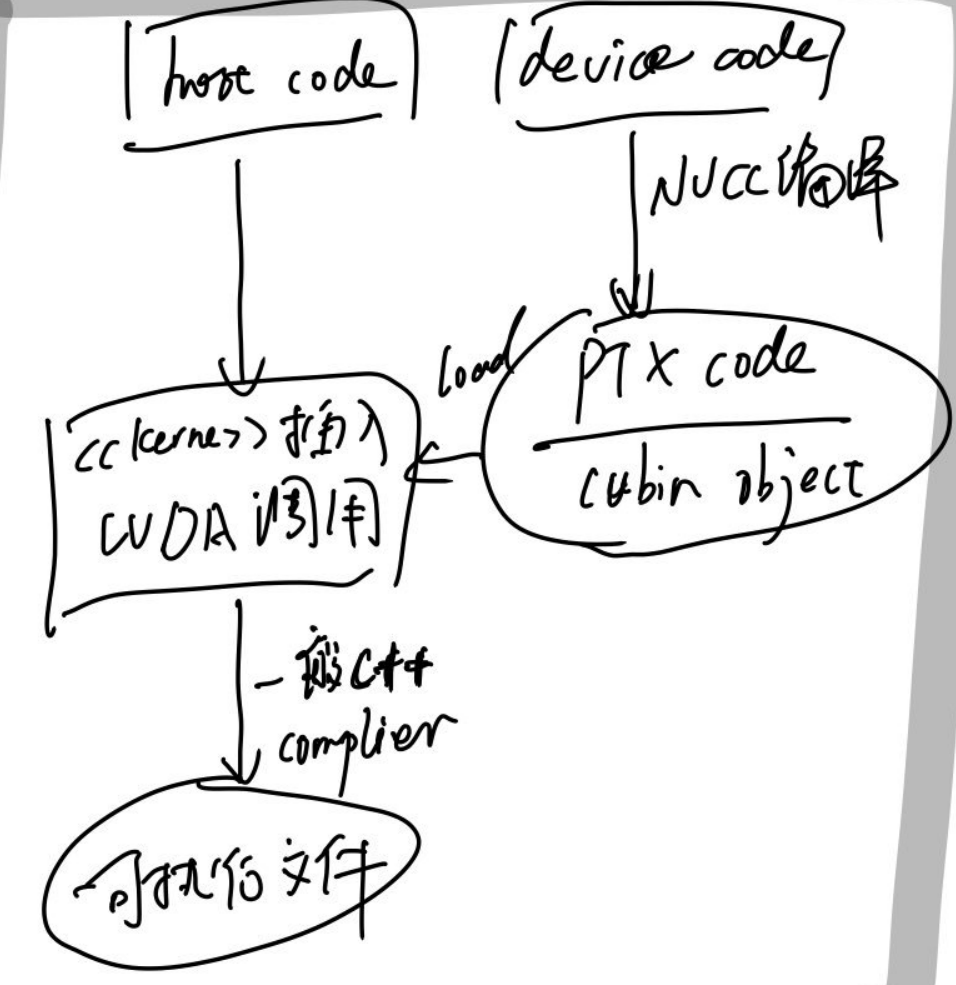 host code
device code
NVCC编译
load
PTX code
cubin object
<<kerne>>插入
CUDA调用
一般C++
complier
可执行文件